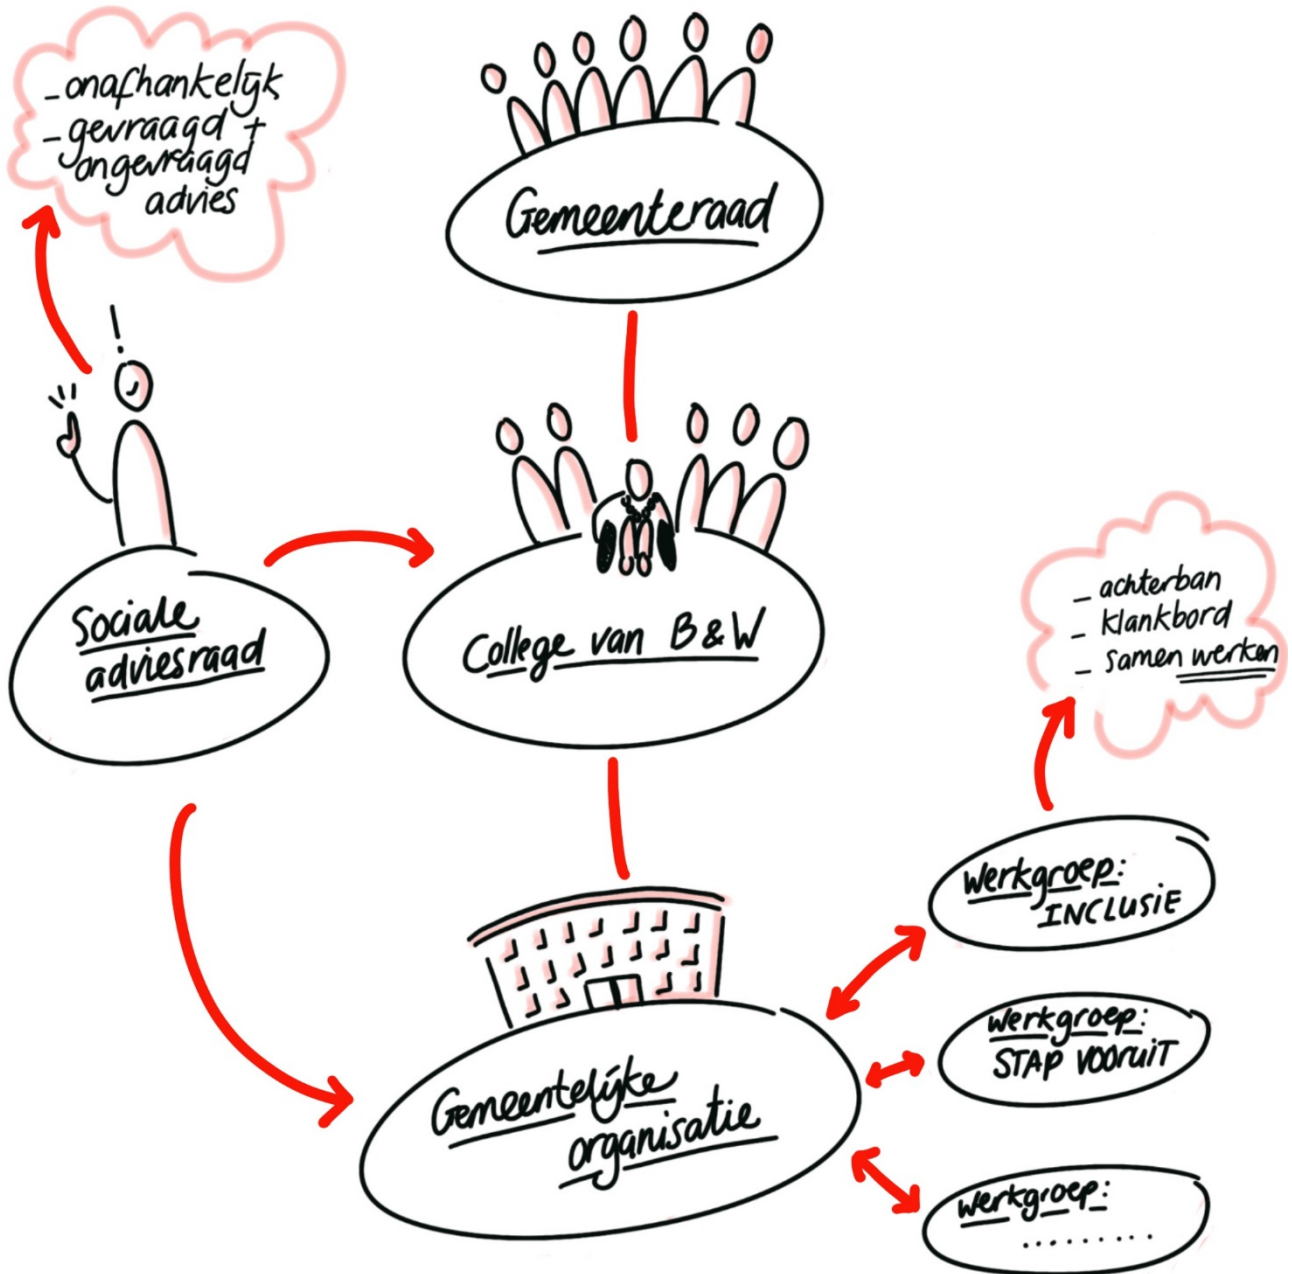 - onafhankelijk
- gevraagd +
ongevraagd
advies
Gemeenteraad
Sociale
adviesraad
College van B & W
- achterban
- klankbord
- samen werken
Werkgroep:
INCLUSIE
Werkgroep:
STAP VOORUIT
Gemeentelijke
organisatie
Werkgroep:
.........